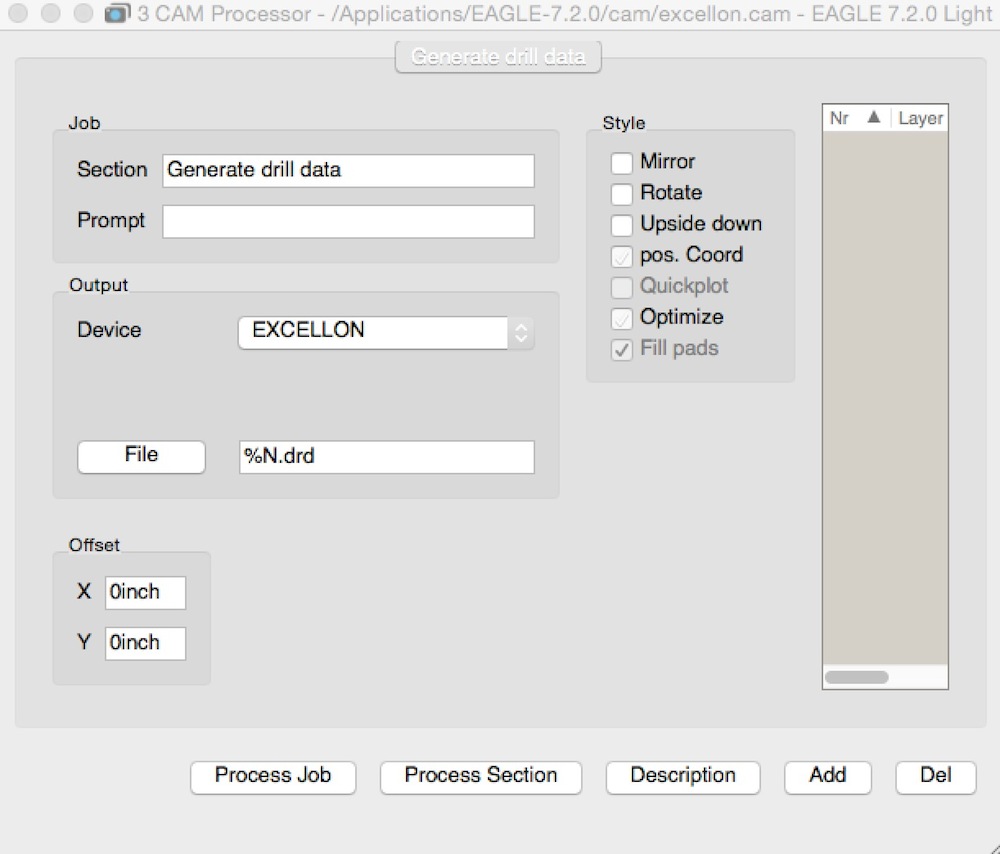 3 CAM Processor - /Applications/EAGLE-7.2.0/cam/excellon.cam - EAGLE 7.2.0 Light
Generate drill data
Job
Section Generate drill data
Prompt
Output
Device EXCELLON
File %N.drd
Offset
X 0inch
Y 0inch
Style
Mirror
Rotate
Upside down
pos. Coord
Quickplot
Optimize
Fill pads
Nr Layer
Process Job Process Section Description Add Del